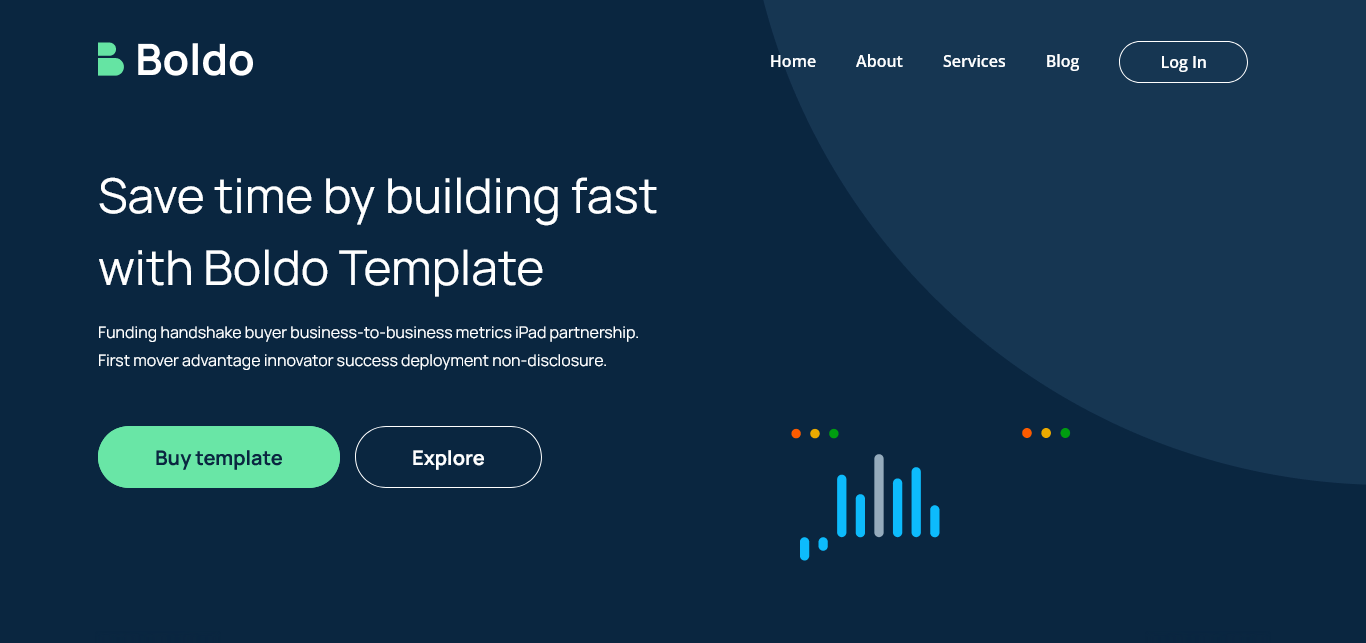 Boldo
Home About Services Blog Log In
Save time by building fast
with Boldo Template
Funding handshake buyer business-to-business metrics iPad partnership.
First mover advantage innovator success deployment non-disclosure.
Buy template Explore